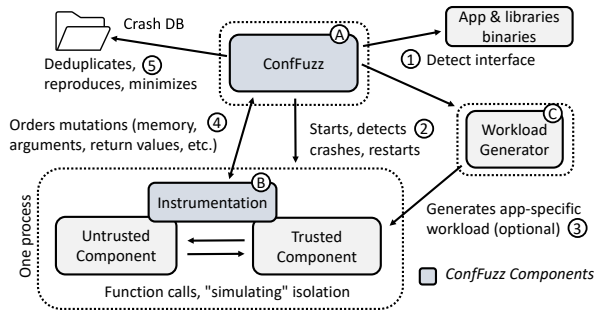 Crash DB
A
App & libraries
binaries
ConfFuzz
1 Detect interface
Deduplicates, 5
reproduces, minimizes
C
Orders mutations (memory, 4
arguments, return values, etc.)
Starts, detects 2
crashes, restarts
Workload
Generator
B
Instrumentation
Generates app-specific
workload (optional) 3
One process
Untrusted
Component
Trusted
Component
ConfFuzz Components
Function calls, "simulating" isolation